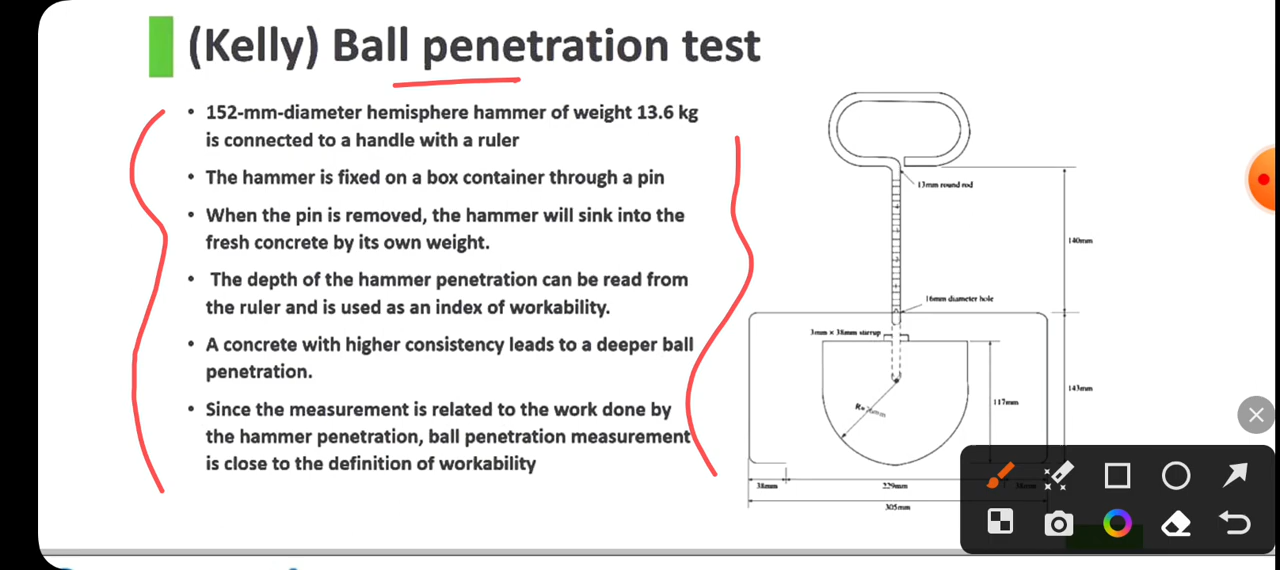 (Kelly) Ball penetration test
• 152-mm-diameter hemisphere hammer of weight 13.6 kg
is connected to a handle with a ruler
• The hammer is fixed on a box container through a pin
• When the pin is removed, the hammer will sink into the
fresh concrete by its own weight.
• The depth of the hammer penetration can be read from
the ruler and is used as an index of workability.
• A concrete with higher consistency leads to a deeper ball
penetration.
• Since the measurement is related to the work done by
the hammer penetration, ball penetration measurement
is close to the definition of workability
13mm round rod
140mm
16mm diameter hole
3mm × 38mm stirrup
117mm
143mm
38mm
229mm
305mm